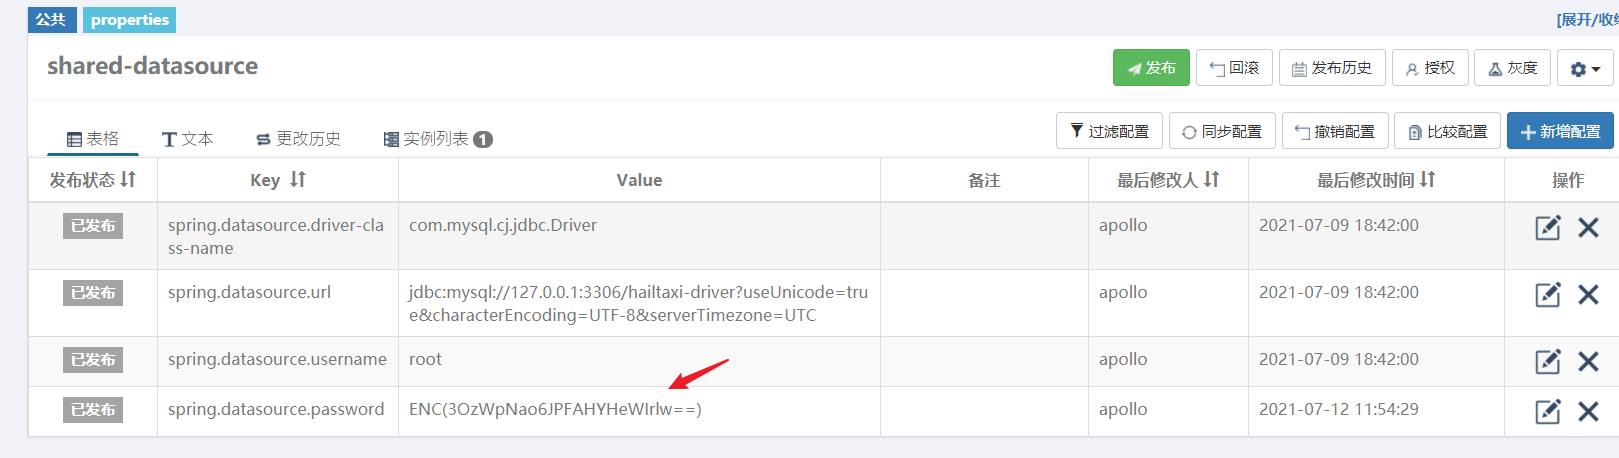 公共 properties
shared-datasource
发布 回滚 发布历史 授权 灰度
表格 文本 更改历史 实例列表 1 过滤配置 同步配置 撤销配置 比较配置 新增配置
发布状态 Key Value 备注 最后修改人 最后修改时间 操作
已发布 spring.datasource.driver-cla com.mysql.cj.jdbc.Driver apollo 2021-07-09 18:42:00
ss-name
已发布 spring.datasource.url jdbc:mysql://127.0.0.1:3306/hailtaxi-driver?useUnicode=tru apollo 2021-07-09 18:42:00
e&characterEncoding=UTF-8&serverTimezone=UTC
已发布 spring.datasource.username root apollo 2021-07-09 18:42:00
已发布 spring.datasource.password ENC(3OzWpNao6JPFAHYHeWIrlw==) apollo 2021-07-12 11:54:29